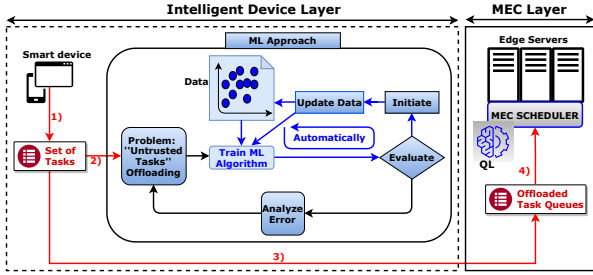 Intelligent Device Layer
MEC Layer
ML Approach
Smart device
Edge Servers
Data
Update Data
Initiate
MEC SCHEDULER
1)
Automatically
Set of
Tasks
2)
Problem:
"Untrusted
Tasks"
Offloading
Train ML
Algorithm
Evaluate
QL
4)
Analyze
Error
Offloaded
Task Queues
3)